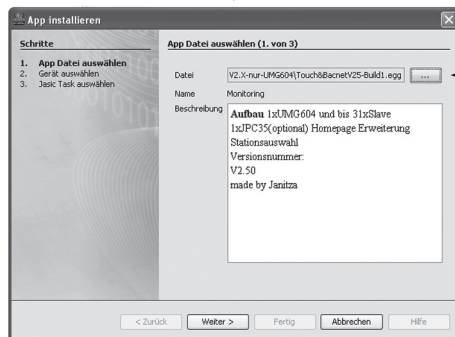 App installieren
Schritte
1. App Datei auswählen
2. Gerät auswählen
3. Jasic Task auswählen
App Datei auswählen (1. von 3)
Datei V2.X-nur-UMG604\Touch&BacnetV25-Build1.egg ...
Name Monitoring
Beschreibung
Aufbau 1xUMG604 und bis 31xSlave
1xJPC35(optional) Homepage Erweiterung
Stationsauswahl
Versionsnummer:
V2.50
made by Janitza
< Zurück Weiter > Fertig Abbrechen Hilfe